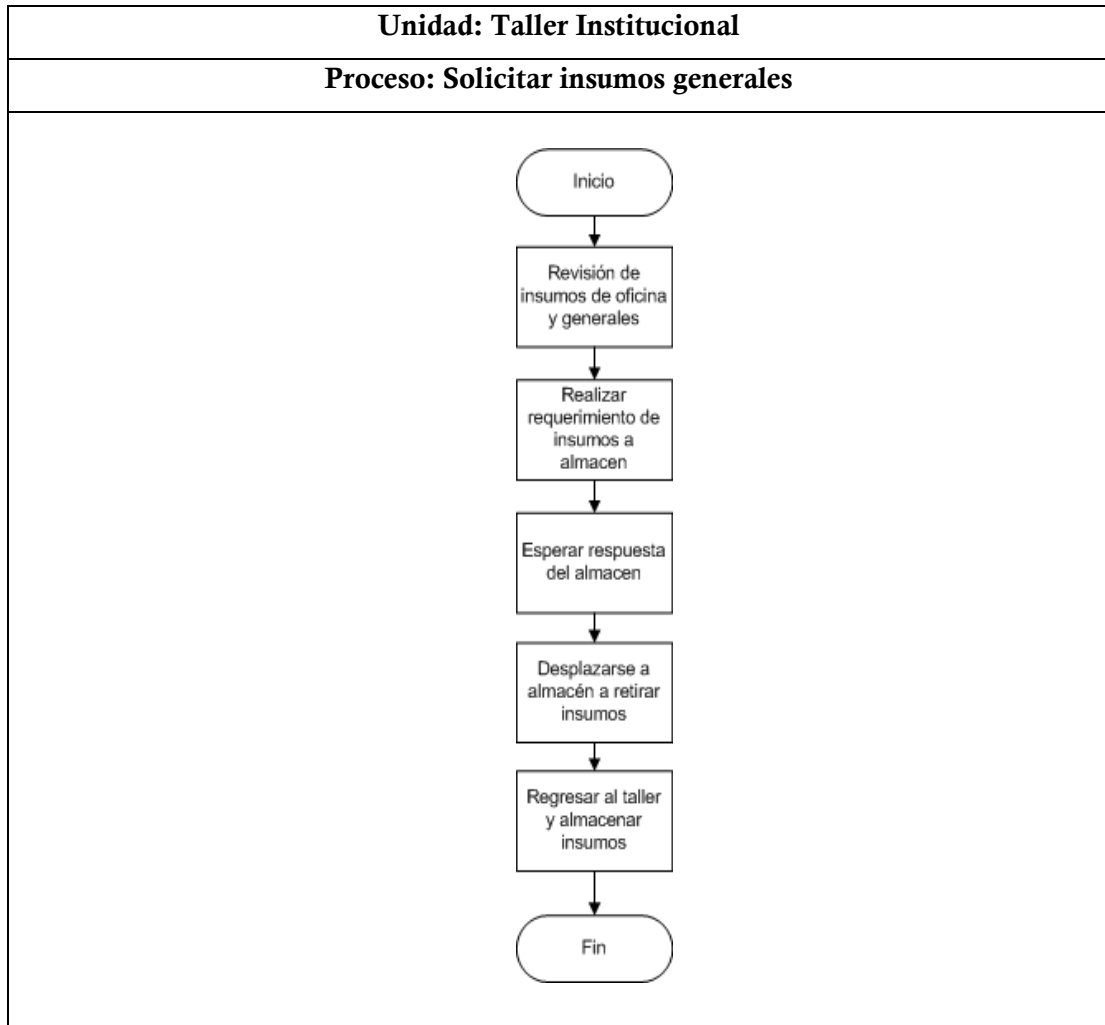 Unidad: Taller Institucional
Proceso: Solicitar insumos generales
Inicio
Revisión de
insumos de oficina
y generales
Realizar
requerimiento de
insumos a
almacen
Esperar respuesta
del almacen
Desplazarse a
almacén a retirar
insumos
Regresar al taller
y almacenar
insumos
Fin